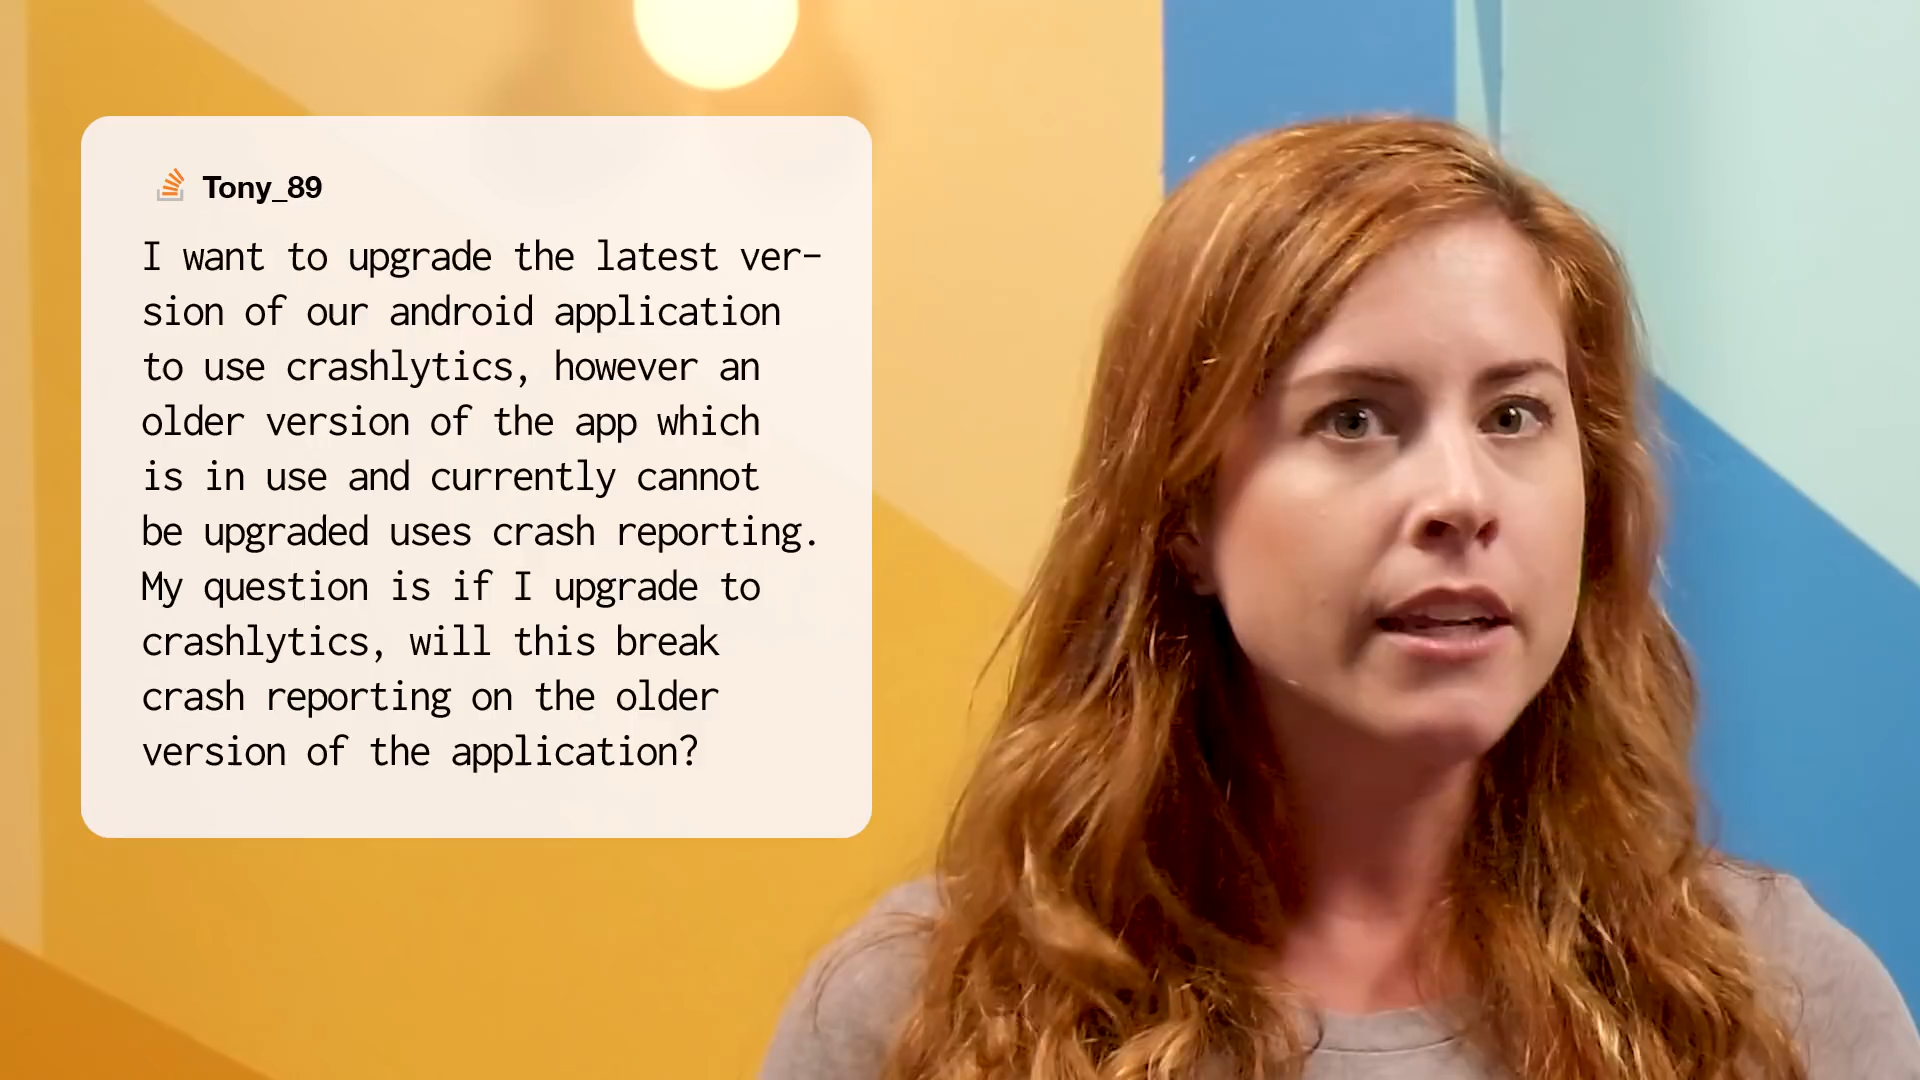 Tony_89
I want to upgrade the latest ver-
sion of our android application
to use crashlytics, however an
older version of the app which
is in use and currently cannot
be upgraded uses crash reporting.
My question is if I upgrade to
crashlytics, will this break
crash reporting on the older
version of the application?